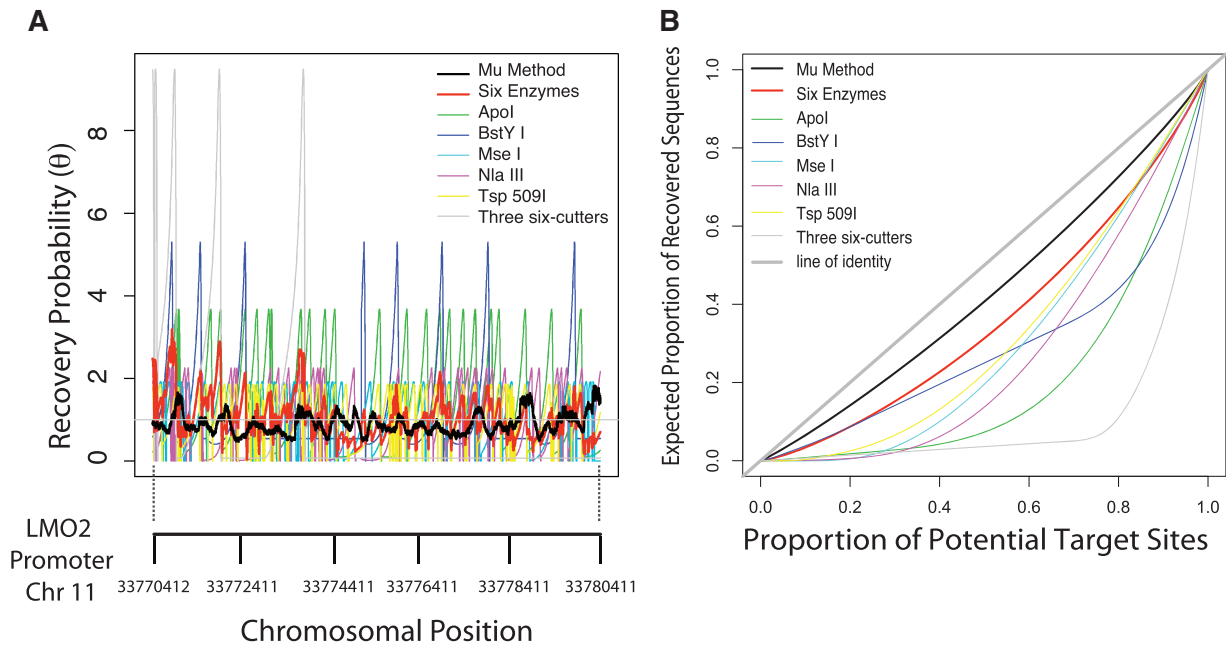 A
Recovery Probability (θ)
8
6
4
2
0
Mu Method
Six Enzymes
ApoI
BstY I
Mse I
Nla III
Tsp 509I
Three six-cutters
LMO2
Promoter
Chr 11
33770412 33772411 33774411 33776411 33778411 33780411
Chromosomal Position
B
Expected Proportion of Recovered Sequences
1.0
0.8
0.6
0.4
0.2
0.0
Mu Method
Six Enzymes
ApoI
BstY I
Mse I
Nla III
Tsp 509I
Three six-cutters
line of identity
0.0 0.2 0.4 0.6 0.8 1.0
Proportion of Potential Target Sites